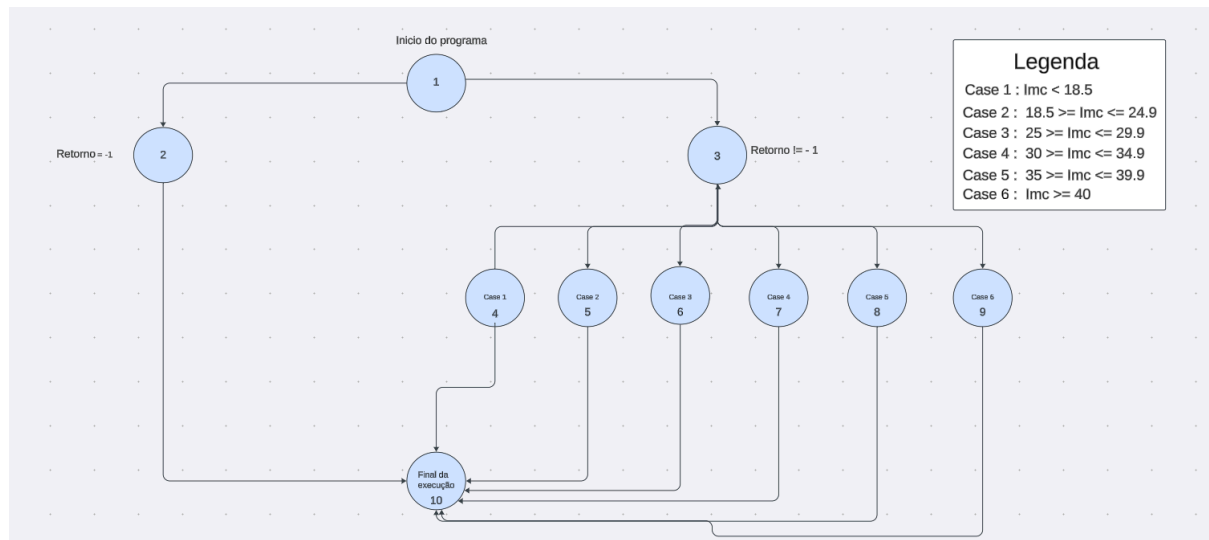 Inicio do programa
1
Legenda
Case 1 : Imc < 18.5
Case 2 : 18.5 >= Imc <= 24.9
Case 3 : 25 >= Imc <= 29.9
Case 4 : 30 >= Imc <= 34.9
Case 5 : 35 >= Imc <= 39.9
Case 6 : Imc >= 40
Retorno = -1
2
3
Retorno != - 1
Case 1
4
Case 2
5
Case 3
6
Case 4
7
Case 5
8
Case 6
9
Final da
execução
10